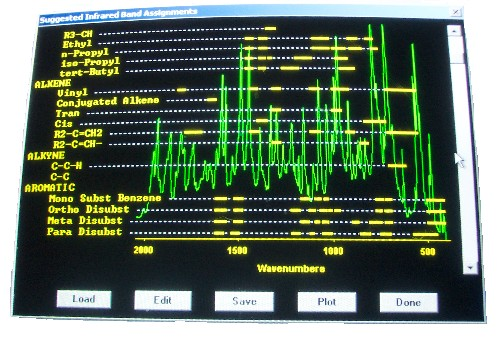 Suggested Infrared Band Assignments
R3-CH
Ethyl
n-Propyl
iso-Propyl
tert-Butyl
ALKENE
Vinyl
Conjugated Alkene
Tran
Cis
R2-C=CH2
R2-C=CH-
ALKYNE
C-C-H
C-C
AROMATIC
Mono Subst Benzene
Ortho Disubst
Meta Disubst
Para Disubst
2000 1500 1000 500
Wavenumbers
Load Edit Save Plot Done